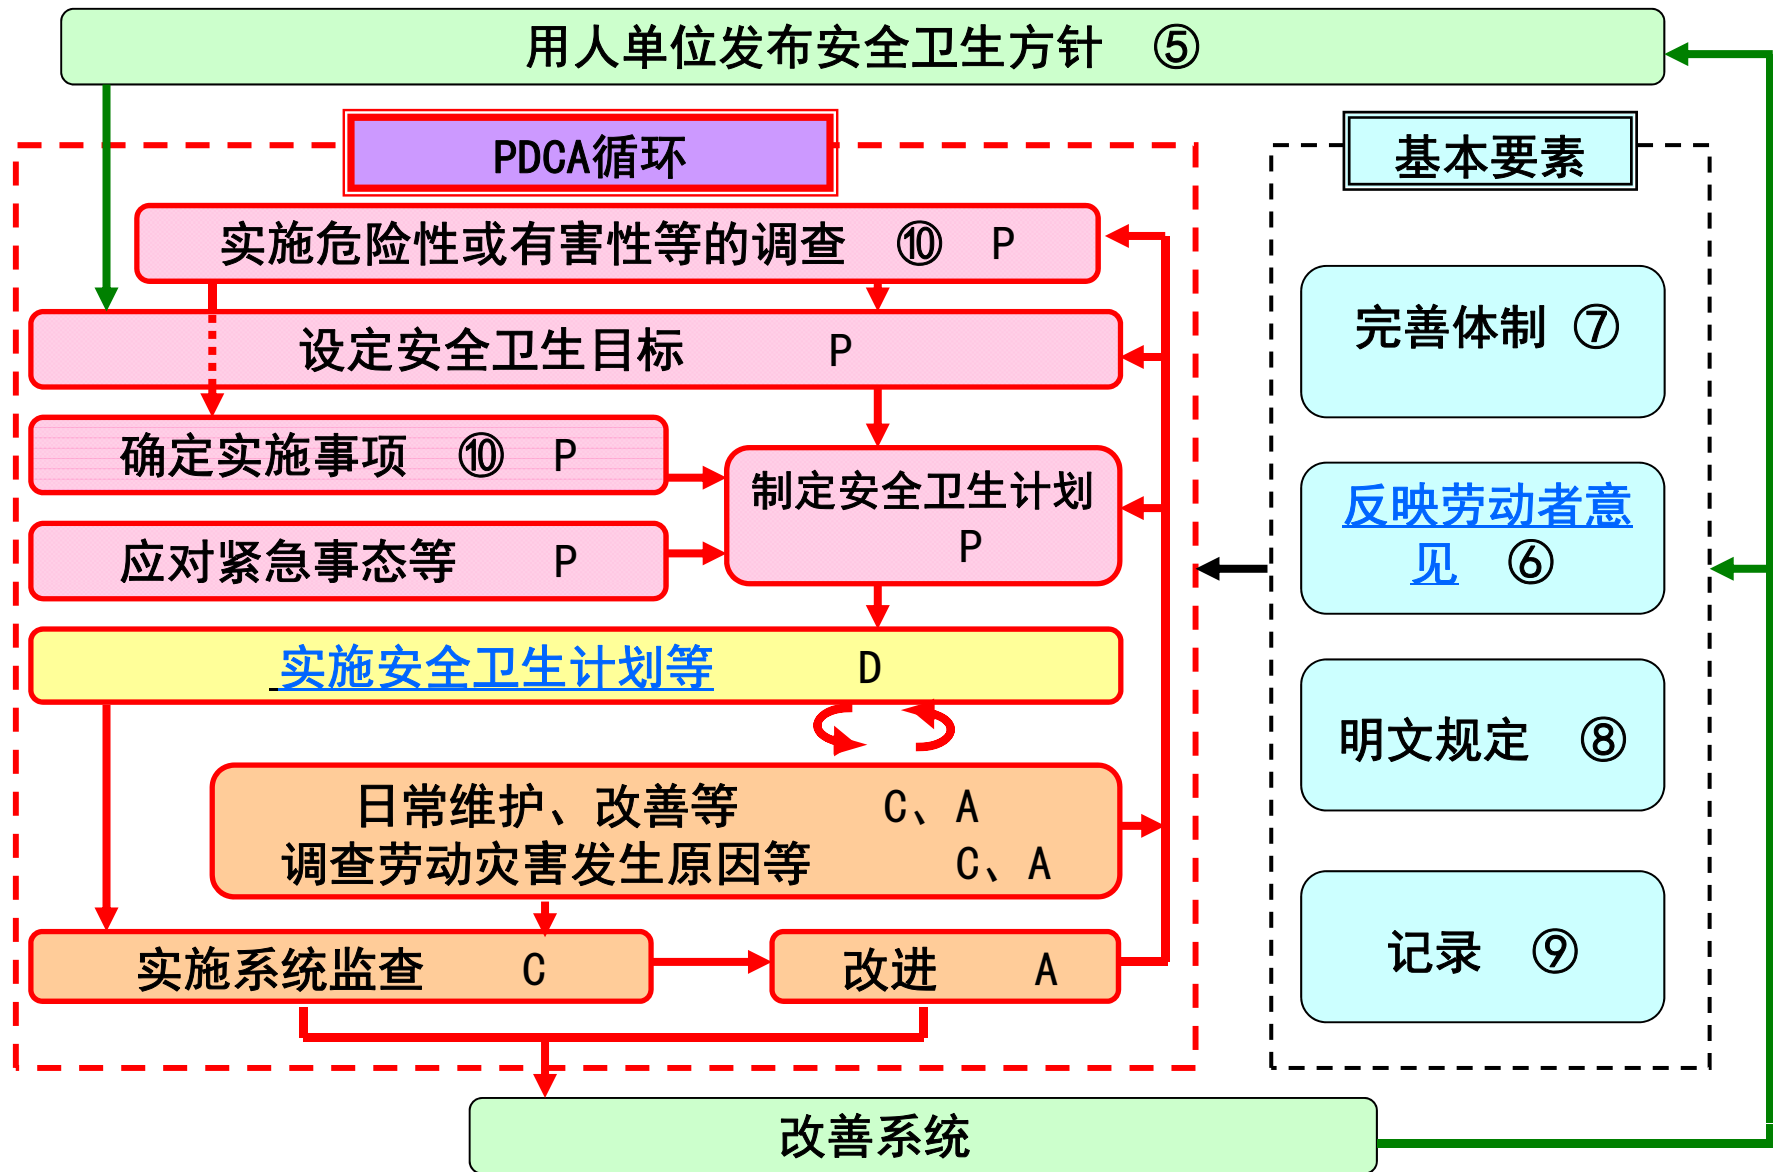 用人单位发布安全卫生方针 ⑤
PDCA循环
实施危险性或有害性等的调查 ⑩ P
设定安全卫生目标 P
确定实施事项 ⑩ P
应对紧急事态等 P
制定安全卫生计划
P
实施安全卫生计划等 D
日常维护、改善等 C、A
调查劳动灾害发生原因等 C、A
实施系统监查 C
改进 A
基本要素
完善体制 ⑦
反映劳动者意
见 ⑥
明文规定 ⑧
记录 ⑨
改善系统